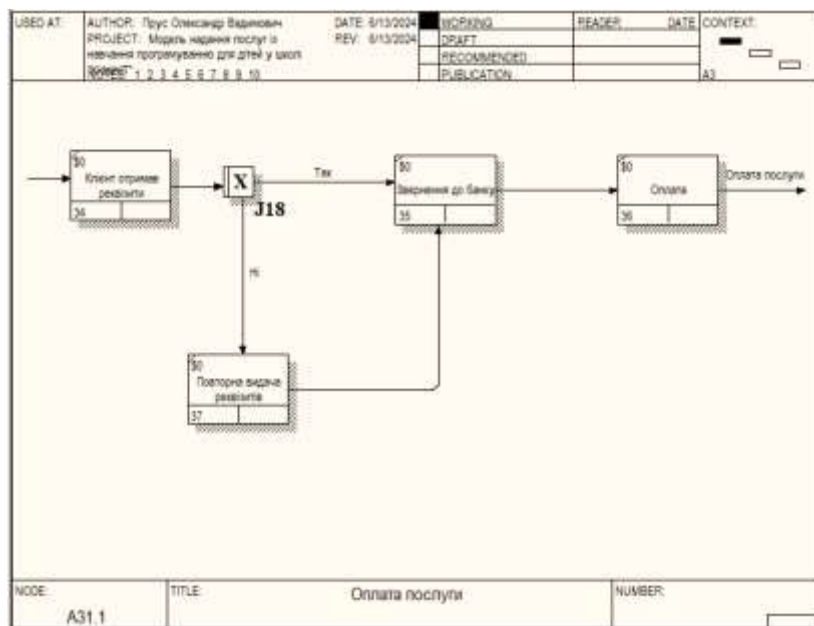 USED AT:
AUTHOR: Прус Олександр Вадимович
DATE: 6/13/2024
PROJECT: Модель надання послуг із
навчання програмуванню для дітей у школі
REV: 6/13/2024
NOTES: 1 2 3 4 5 6 7 8 9 10
WORKING
DRAFT
RECOMMENDED
PUBLICATION
READER
DATE
CONTEXT:
A3
$0
Клієнт отримав
реквізити
34
X
J18
Так
Ні
$0
Звернення до банку
35
$0
Оплата
36
Оплата послуги
$0
Повторна видача
реквізитів
37
NODE:
A31.1
TITLE:
Оплата послуги
NUMBER: